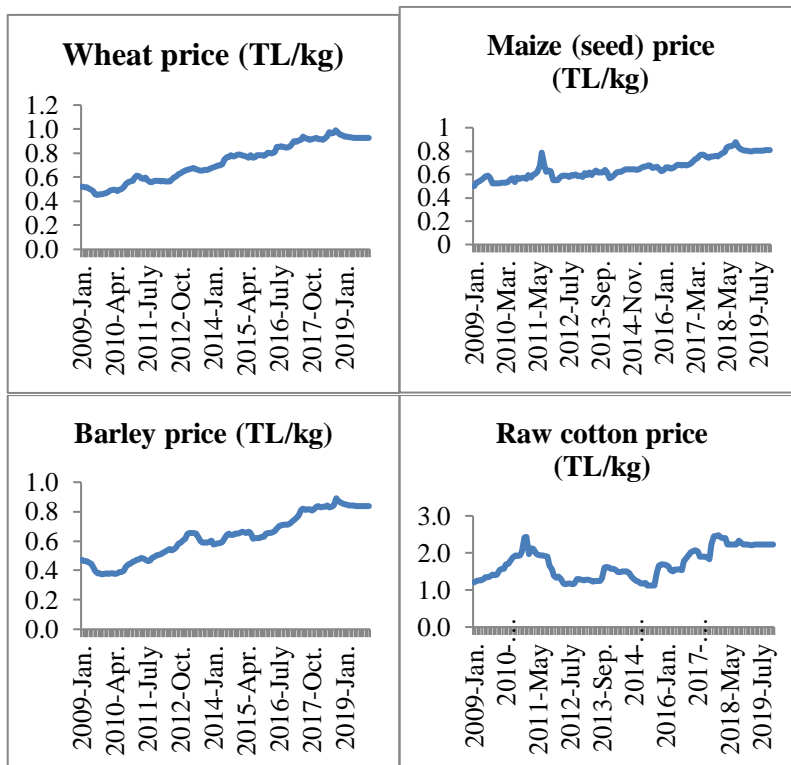 Wheat price (TL/kg)
1.2
1.0
0.8
0.6
0.4
0.2
0.0
2009-Jan.
2010-Apr.
2011-July
2012-Oct.
2014-Jan.
2015-Apr.
2016-July
2017-Oct.
2019-Jan.
Maize (seed) price
(TL/kg)
1
0.8
0.6
0.4
0.2
0
2009-Jan.
2010-Mar.
2011-May
2012-July
2013-Sep.
2014-Nov.
2016-Jan.
2017-Mar.
2018-May
2019-July
Barley price (TL/kg)
1.0
0.8
0.6
0.4
0.2
0.0
2009-Jan.
2010-Apr.
2011-July
2012-Oct.
2014-Jan.
2015-Apr.
2016-July
2017-Oct.
2019-Jan.
Raw cotton price
(TL/kg)
3.0
2.0
1.0
0.0
2009-Jan.
2010-…
2011-May
2012-July
2013-Sep.
2014-…
2016-Jan.
2017-…
2018-May
2019-July